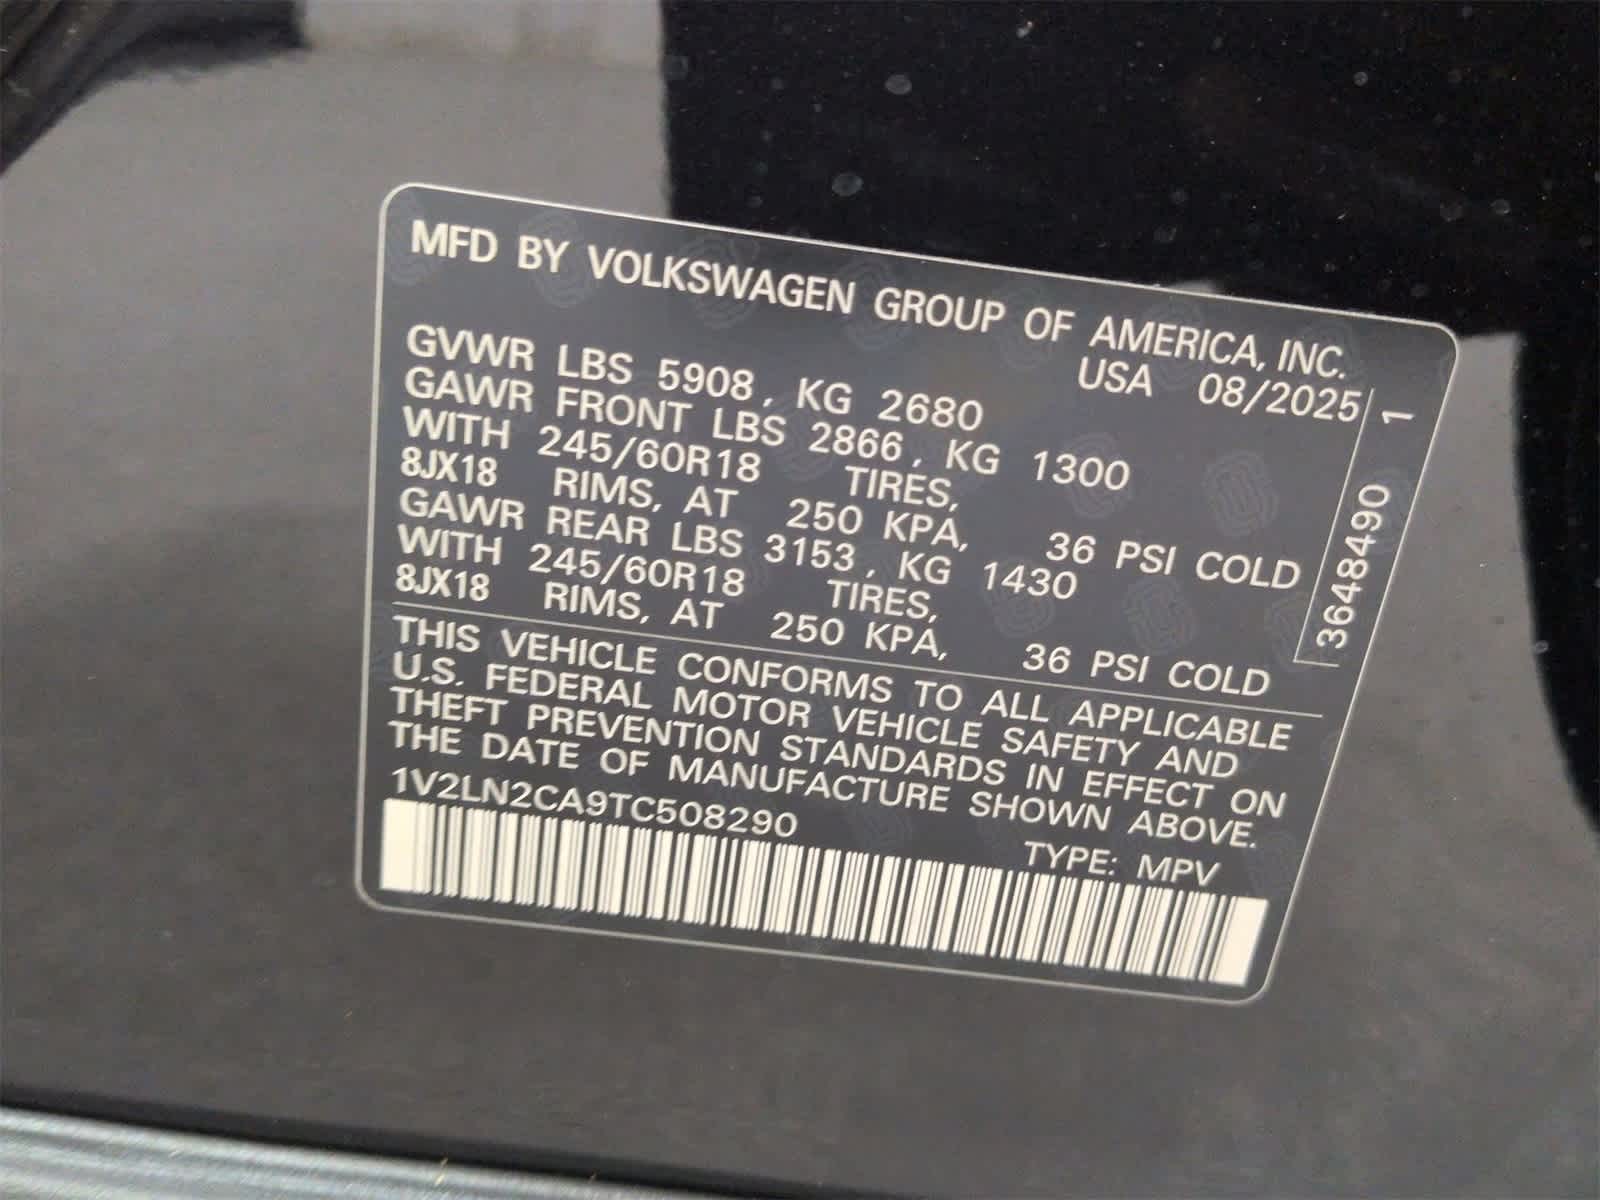 MFD BY VOLKSWAGEN GROUP OF AMERICA, INC.
USA 08/2025
GVWR LBS 5908, KG 2680
GAWR FRONT LBS 2866, KG 1300
WITH 245/60R18 TIRES,
8JX18 RIMS, AT 250 KPA, 36 PSI COLD
GAWR REAR LBS 3153, KG 1430
WITH 245/60R18 TIRES,
8JX18 RIMS, AT 250 KPA, 36 PSI COLD
THIS VEHICLE CONFORMS TO ALL APPLICABLE
U.S. FEDERAL MOTOR VEHICLE SAFETY AND
THEFT PREVENTION STANDARDS IN EFFECT ON
THE DATE OF MANUFACTURE SHOWN ABOVE.
1V2LN2CA9TC508290
TYPE: MPV
3648490 1